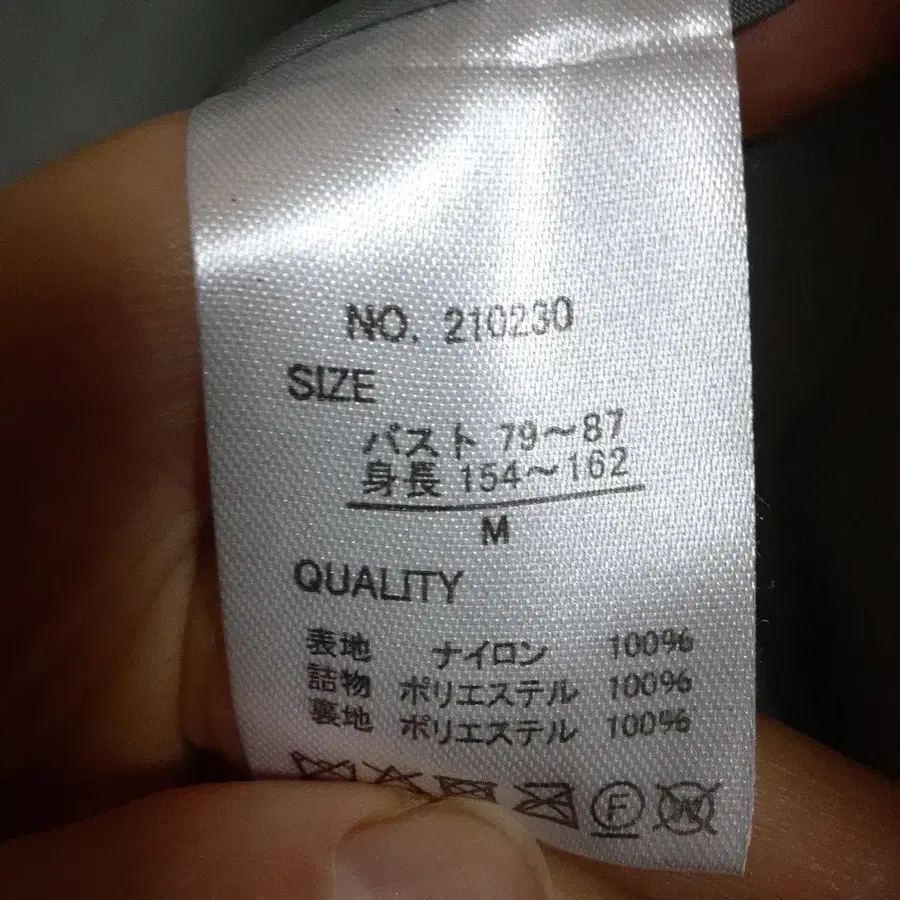 NO. 210230
SIZE
バスト 79～87
身長 154～162
M
QUALITY
表地 ナイロン 100%
詰物 ポリエステル 100%
裏地 ポリエステル 100%
F
W